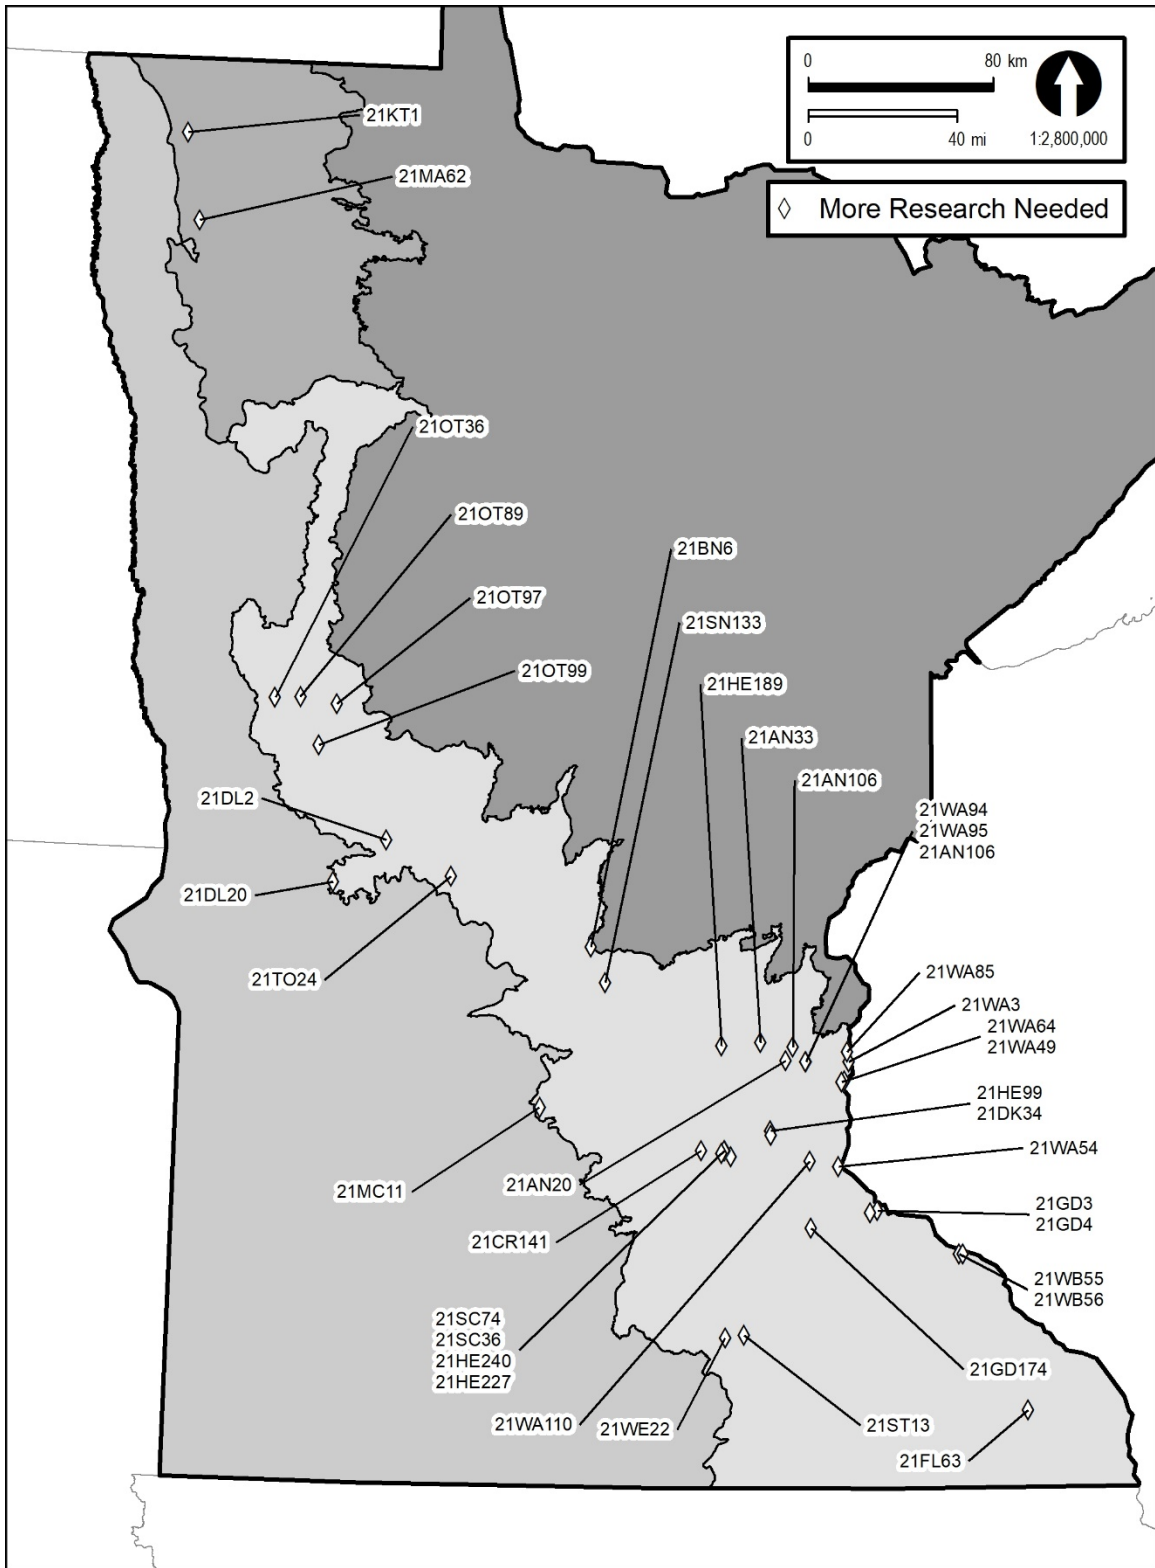 0 80 km
0 40 mi
1:2,800,000
More Research Needed
21KT1
21MA62
21OT36
21OT89
21OT97
21OT99
21BN6
21SN133
21HE189
21AN33
21AN106
21WA94
21WA95
21AN106
21DL2
21DL20
21TO24
21WA85
21WA3
21WA64
21WA49
21HE99
21DK34
21WA54
21MC11
21AN20
21GD3
21GD4
21CR141
21WB55
21WB56
21SC74
21SC36
21HE240
21HE227
21GD174
21WA110
21WE22
21ST13
21FL63